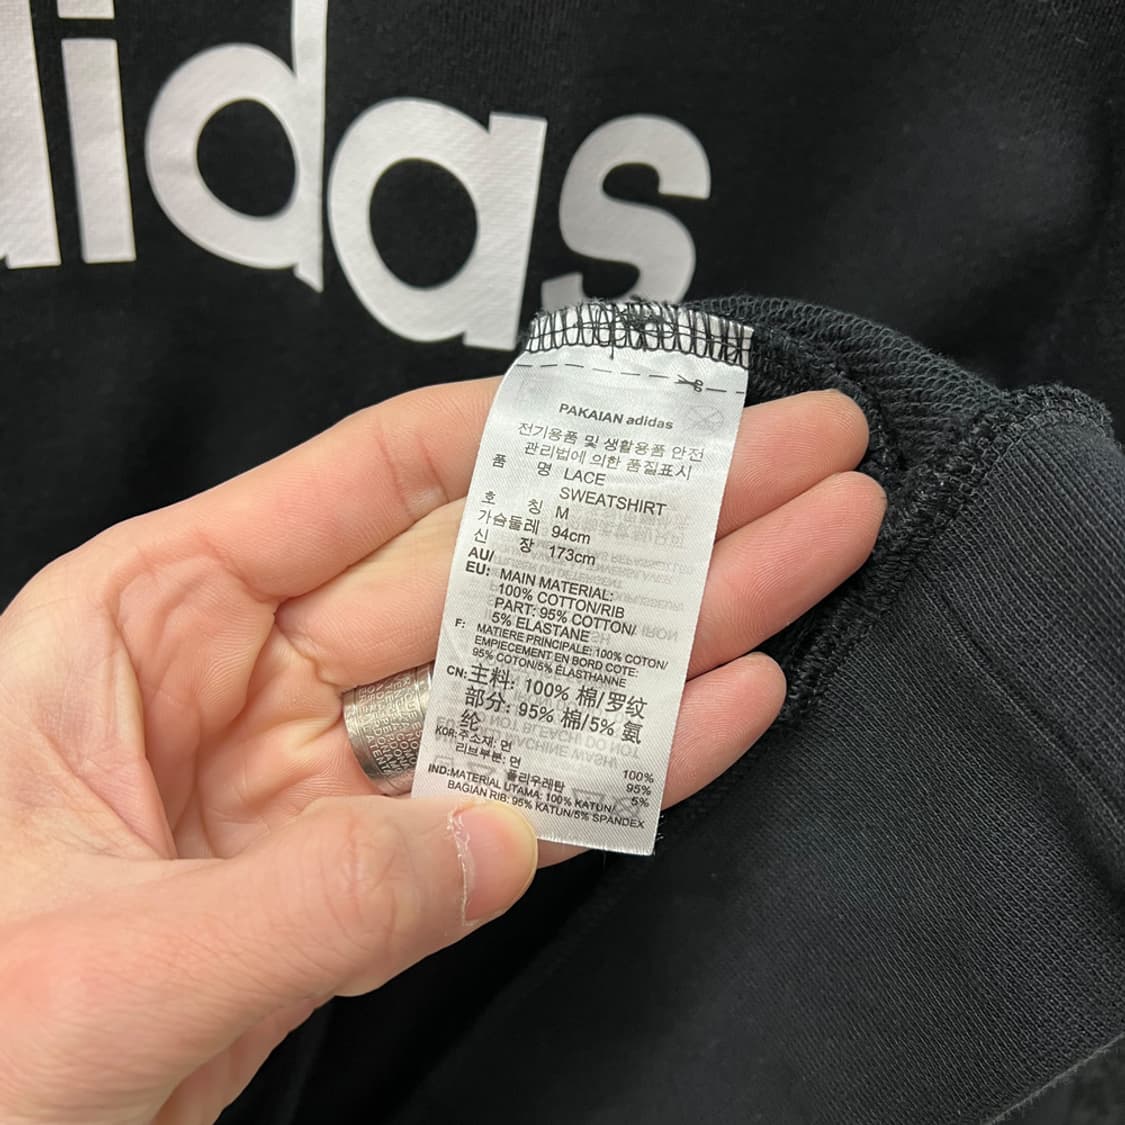 adidas
PAKAIAN adidas
전기용품 및 생활용품 안전
관리법에 의한 품질표시
품 명 LACE
SWEATSHIRT
호 칭 M
가슴둘레 94cm
신 장 173cm
AU/
EU: MAIN MATERIAL:
100% COTTON/RIB
PART: 95% COTTON/
5% ELASTANE
F: MATIERE PRINCIPALE: 100% COTON/
EMPIECEMENT EN BORD COTE:
95% COTON/5% ÉLASTHANNE
CN: 主料: 100% 棉/罗纹
部分: 95% 棉/5% 氨
纶
KOR: 주소재: 면 100%
리브부분: 면 95%
폴리우레탄 5%
IND: MATERIAL UTAMA: 100% KATUN/
BAGIAN RIB: 95% KATUN/5% SPANDEX